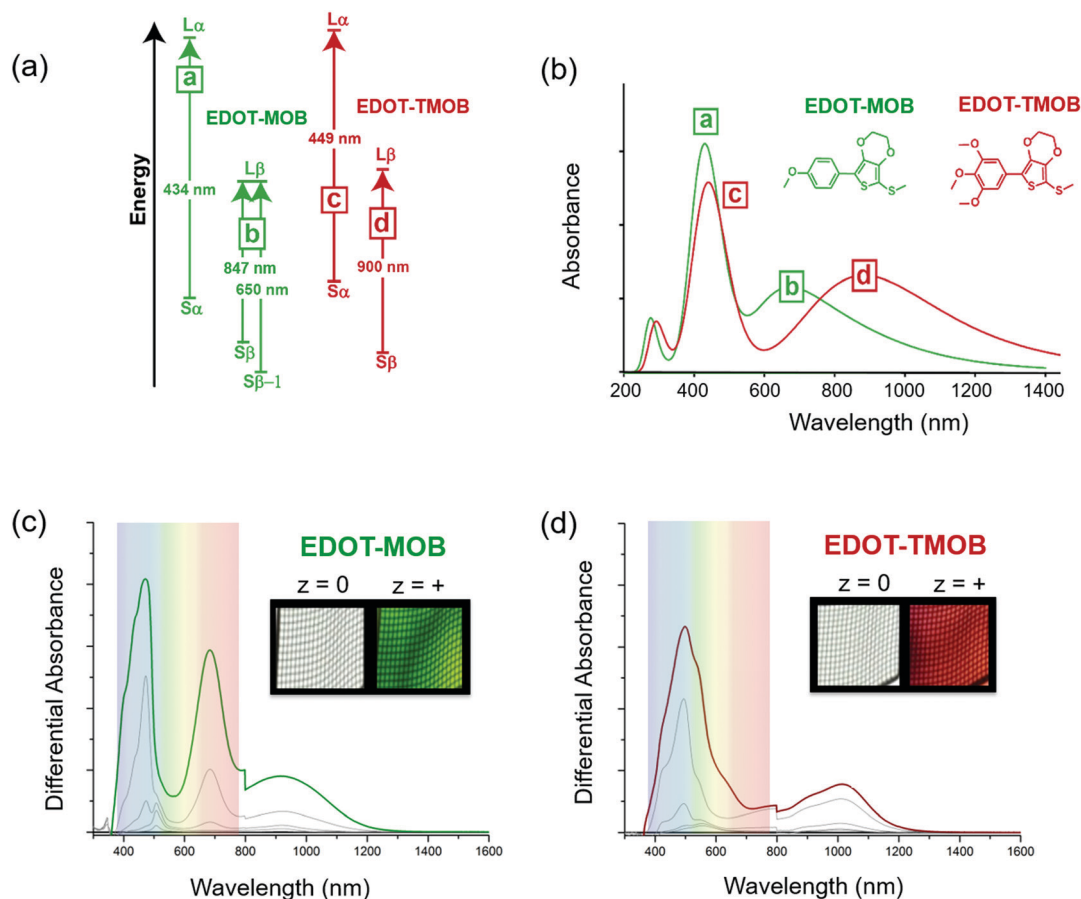 (a)
Energy
Lα
a
EDOT-MOB
434 nm
Lβ
b
847 nm
650 nm
Sα
Sβ
Sβ−1
Lα
EDOT-TMOB
449 nm
Lβ
c
d
900 nm
Sα
Sβ
(b)
Absorbance
EDOT-MOB
EDOT-TMOB
a
c
b
d
O
O
O
S
S
O
O
O
O
O
S
S
200 400 600 800 1000 1200 1400
Wavelength (nm)
(c)
Differential Absorbance
EDOT-MOB
z = 0 z = +
400 600 800 1000 1200 1400 1600
Wavelength (nm)
(d)
Differential Absorbance
EDOT-TMOB
z = 0 z = +
400 600 800 1000 1200 1400 1600
Wavelength (nm)